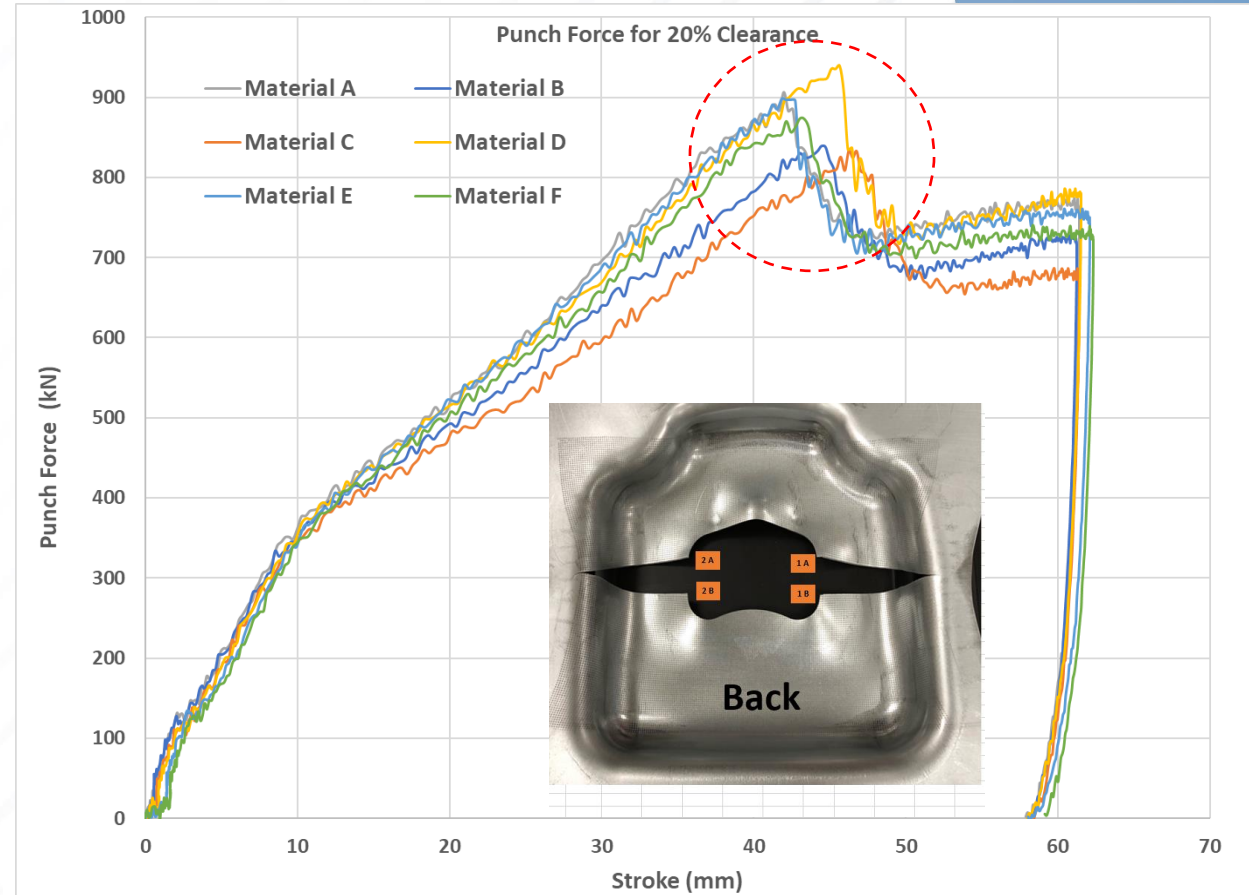 Punch Force for 20% Clearance
Material A
Material B
Material C
Material D
Material E
Material F
1000
900
800
700
600
500
400
300
200
100
0
Punch Force (kN)
2 A
1 A
2 B
1 B
Back
0
10
20
30
40
50
60
70
Stroke (mm)